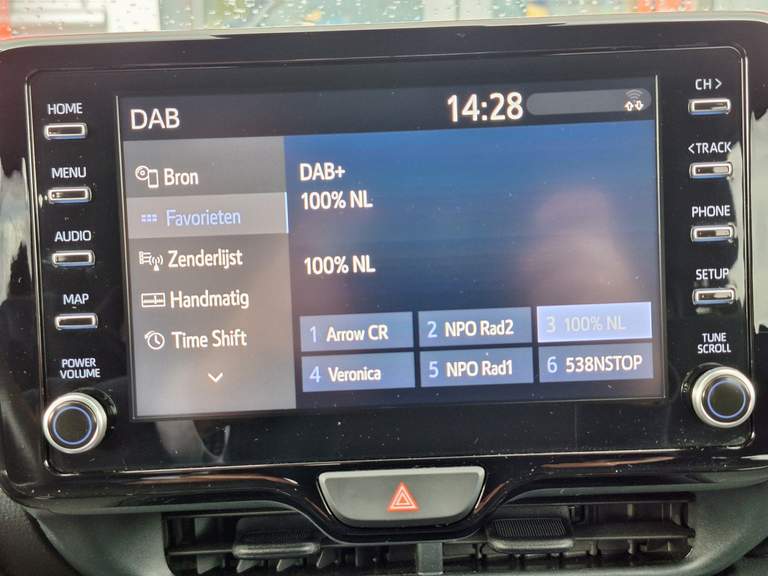 HOME
MENU
AUDIO
MAP
POWER
VOLUME
DAB
14:28
Bron
Favorieten
Zenderlijst
Handmatig
Time Shift
DAB+
100% NL
100% NL
1 Arrow CR
2 NPO Rad2
3 100% NL
4 Veronica
5 NPO Rad1
6 538NSTOP
CH >
< TRACK
PHONE
SETUP
TUNE
SCROLL